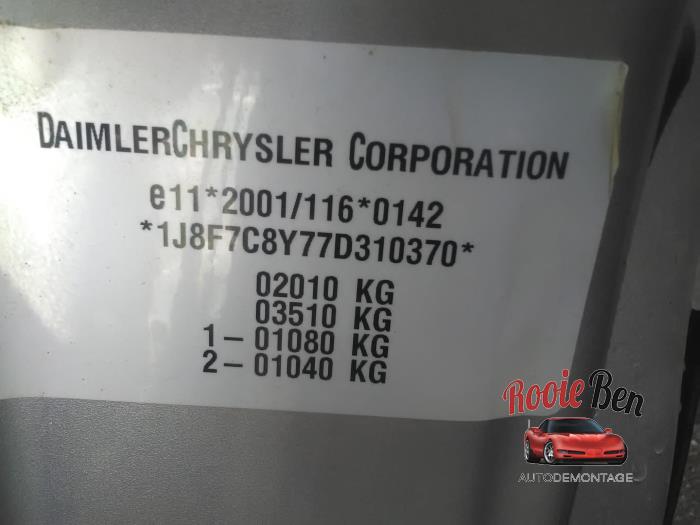 DAIMLERCHRYSLER CORPORATION
e11*2001/116*0142
*1J8F7C8Y77D310370*
02010 KG
03510 KG
1- 01080 KG
2- 01040 KG
Rooie Ben
AUTODEMONTAGE